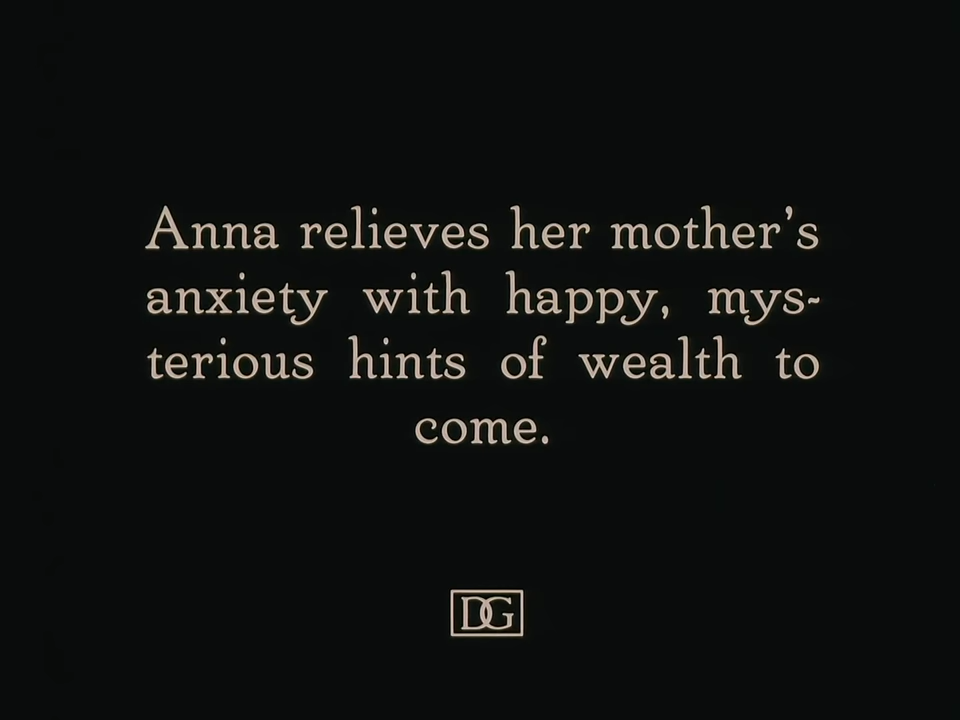 Anna relieves her mother's
anxiety with happy, mys-
terious hints of wealth to
come.
DG